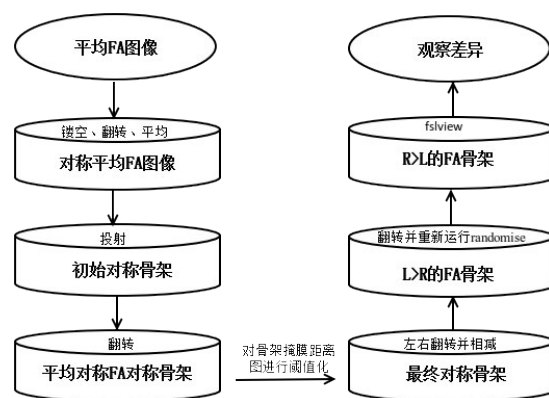 平均FA图像
镂空、翻转、平均
对称平均FA图像
投射
初始对称骨架
翻转
平均对称FA对称骨架
对骨架掩膜距离
图进行阈值化
观察差异
fslview
R>L的FA骨架
翻转并重新运行randomise
L>R的FA骨架
左右翻转并相减
最终对称骨架